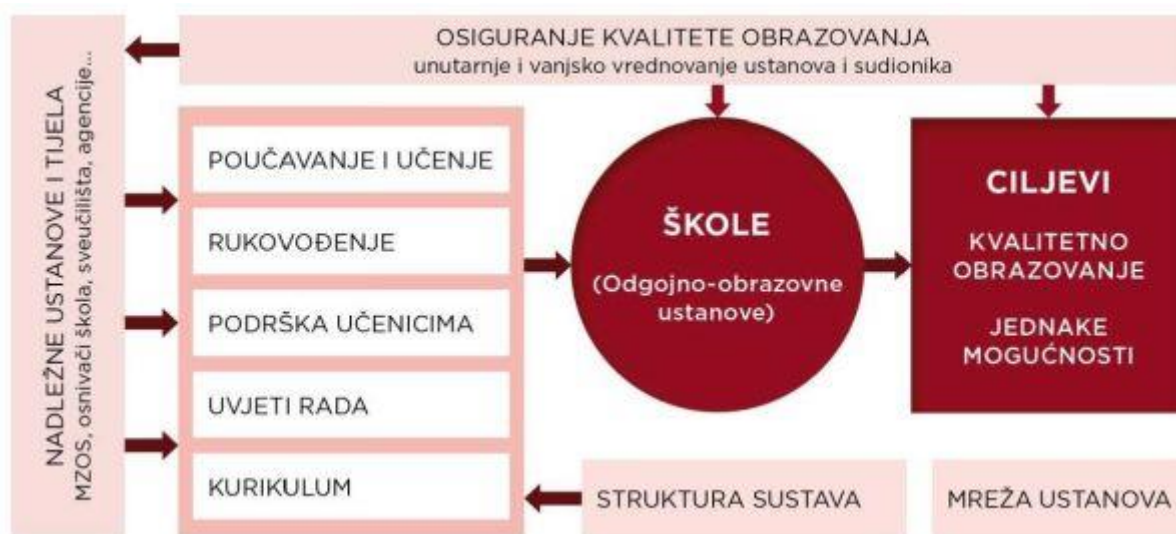 OSIGURANJE KVALITETE OBRAZOVANJA
unutarnje i vanjsko vrednovanje ustanova i sudionika
NADLEŽNE USTANOVE I TIJELA
MZOS, osnivači škola, sveučilišta, agencije...
POUČAVANJE I UČENJE
RUKOVOĐENJE
PODRŠKA UČENICIMA
UVJETI RADA
KURIKULUM
ŠKOLE
(Odgojno-obrazovne
ustanove)
CILJEVI
KVALITETNO
OBRAZOVANJE
JEDNAKE
MOGUĆNOSTI
STRUKTURA SUSTAVA
MREŽA USTANOVA